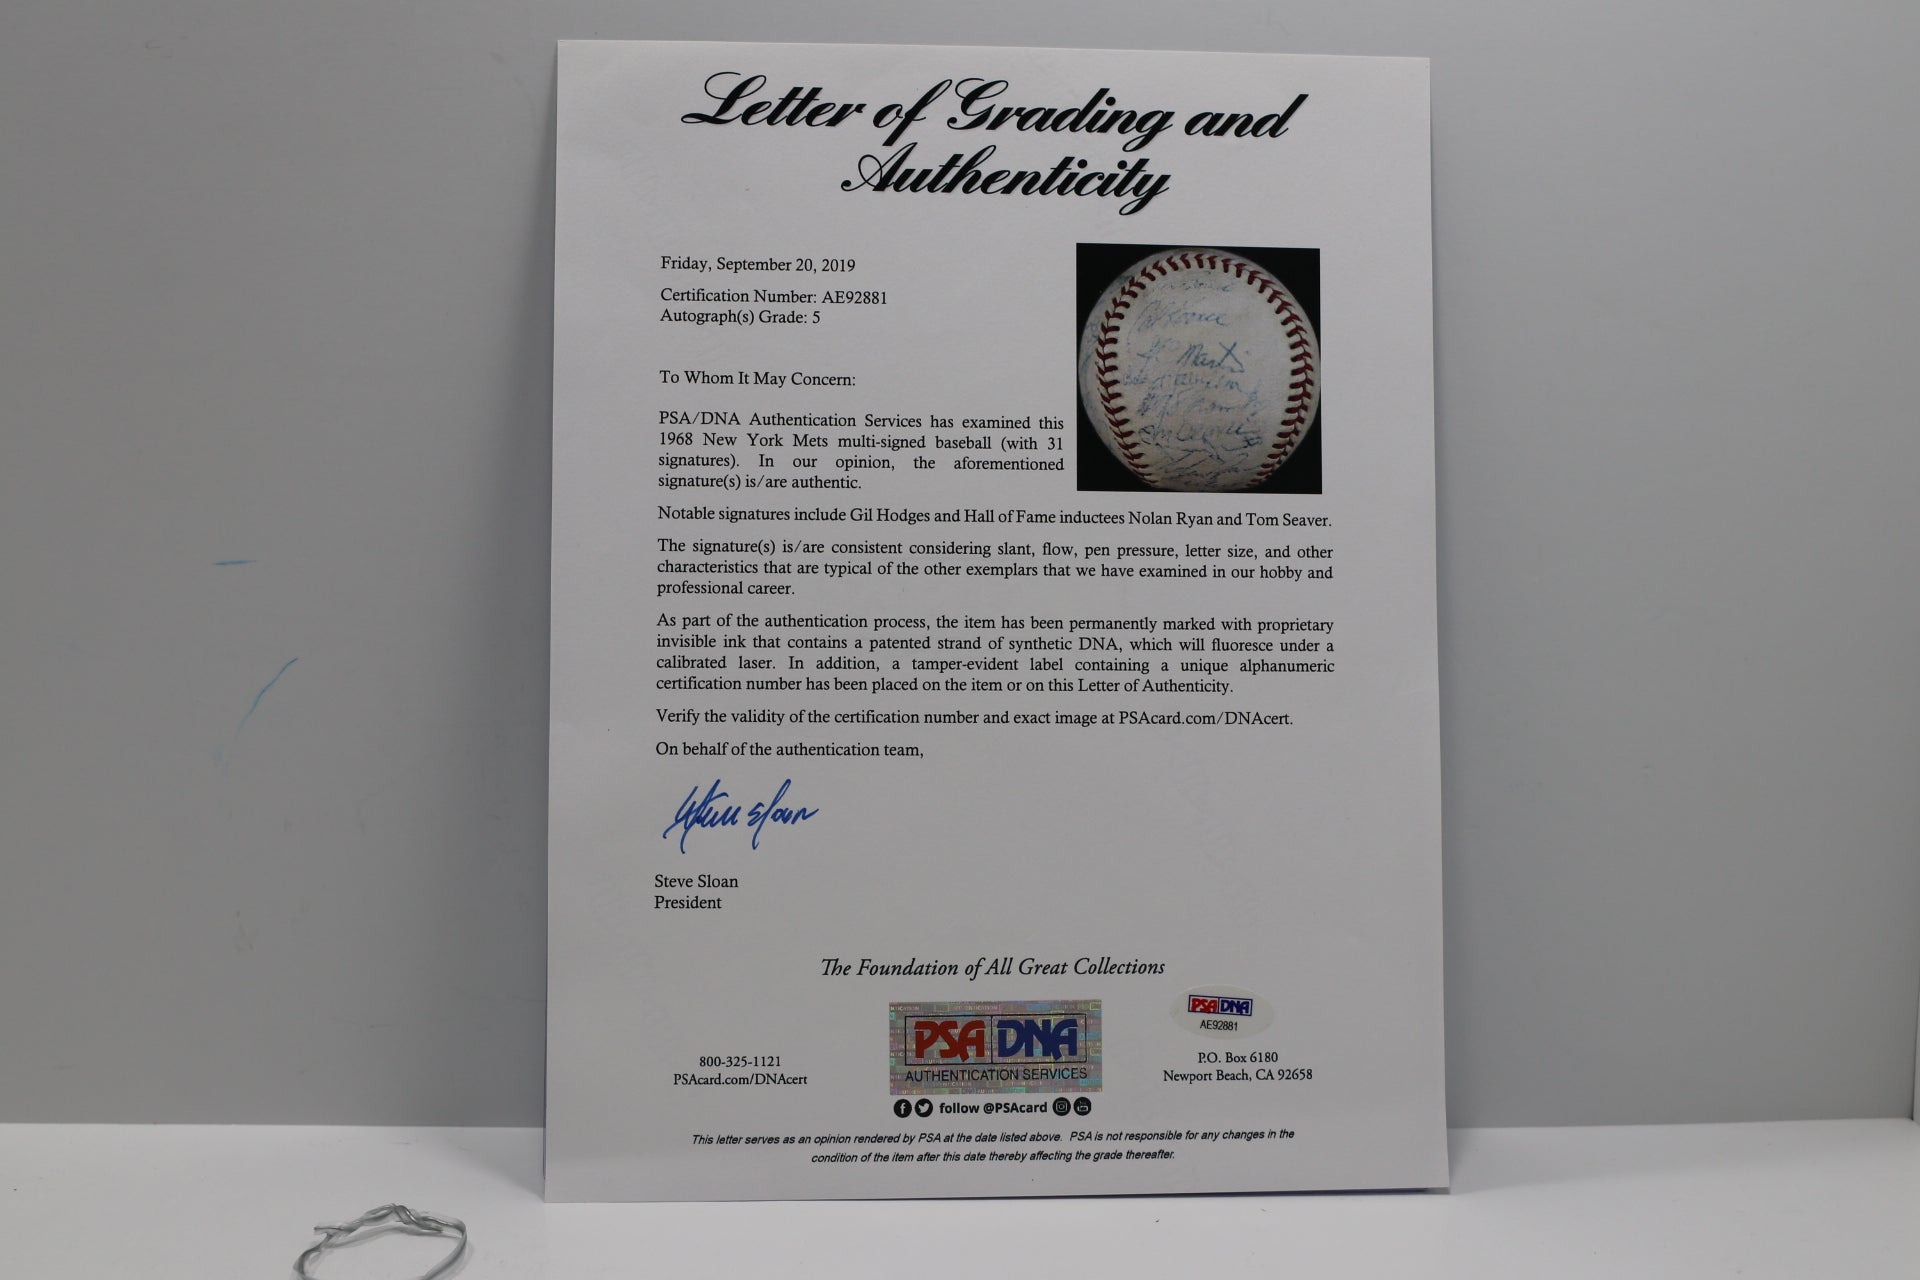 Letter of Grading and
Authenticity
Friday, September 20, 2019
Certification Number: AE92881
Autograph(s) Grade: 5
To Whom It May Concern:
PSA/DNA Authentication Services has examined this
1968 New York Mets multi-signed baseball (with 31
signatures). In our opinion, the aforementioned
signature(s) is/are authentic.
Notable signatures include Gil Hodges and Hall of Fame inductees Nolan Ryan and Tom Seaver.
The signature(s) is/are consistent considering slant, flow, pen pressure, letter size, and other
characteristics that are typical of the other exemplars that we have examined in our hobby and
professional career.
As part of the authentication process, the item has been permanently marked with proprietary
invisible ink that contains a patented strand of synthetic DNA, which will fluoresce under a
calibrated laser. In addition, a tamper-evident label containing a unique alphanumeric
certification number has been placed on the item or on this Letter of Authenticity.
Verify the validity of the certification number and exact image at PSAcard.com/DNAcert.
On behalf of the authentication team,
Steve Sloan
Steve Sloan
President
The Foundation of All Great Collections
PSA DNA
AUTHENTICATION SERVICES
PSA DNA
AE92881
800-325-1121
PSAcard.com/DNAcert
P.O. Box 6180
Newport Beach, CA 92658
follow @PSAcard
This letter serves as an opinion rendered by PSA at the date listed above. PSA is not responsible for any changes in the
condition of the item after this date thereby affecting the grade thereafter.